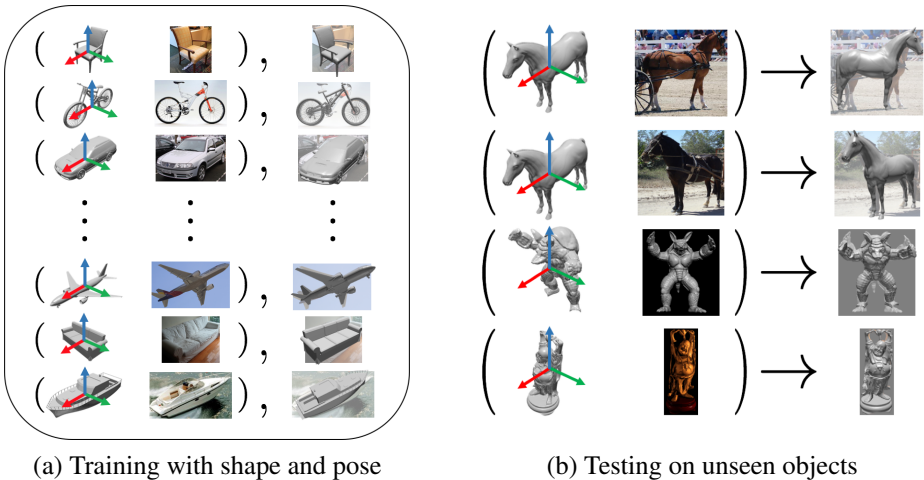 (a) Training with shape and pose
(b) Testing on unseen objects